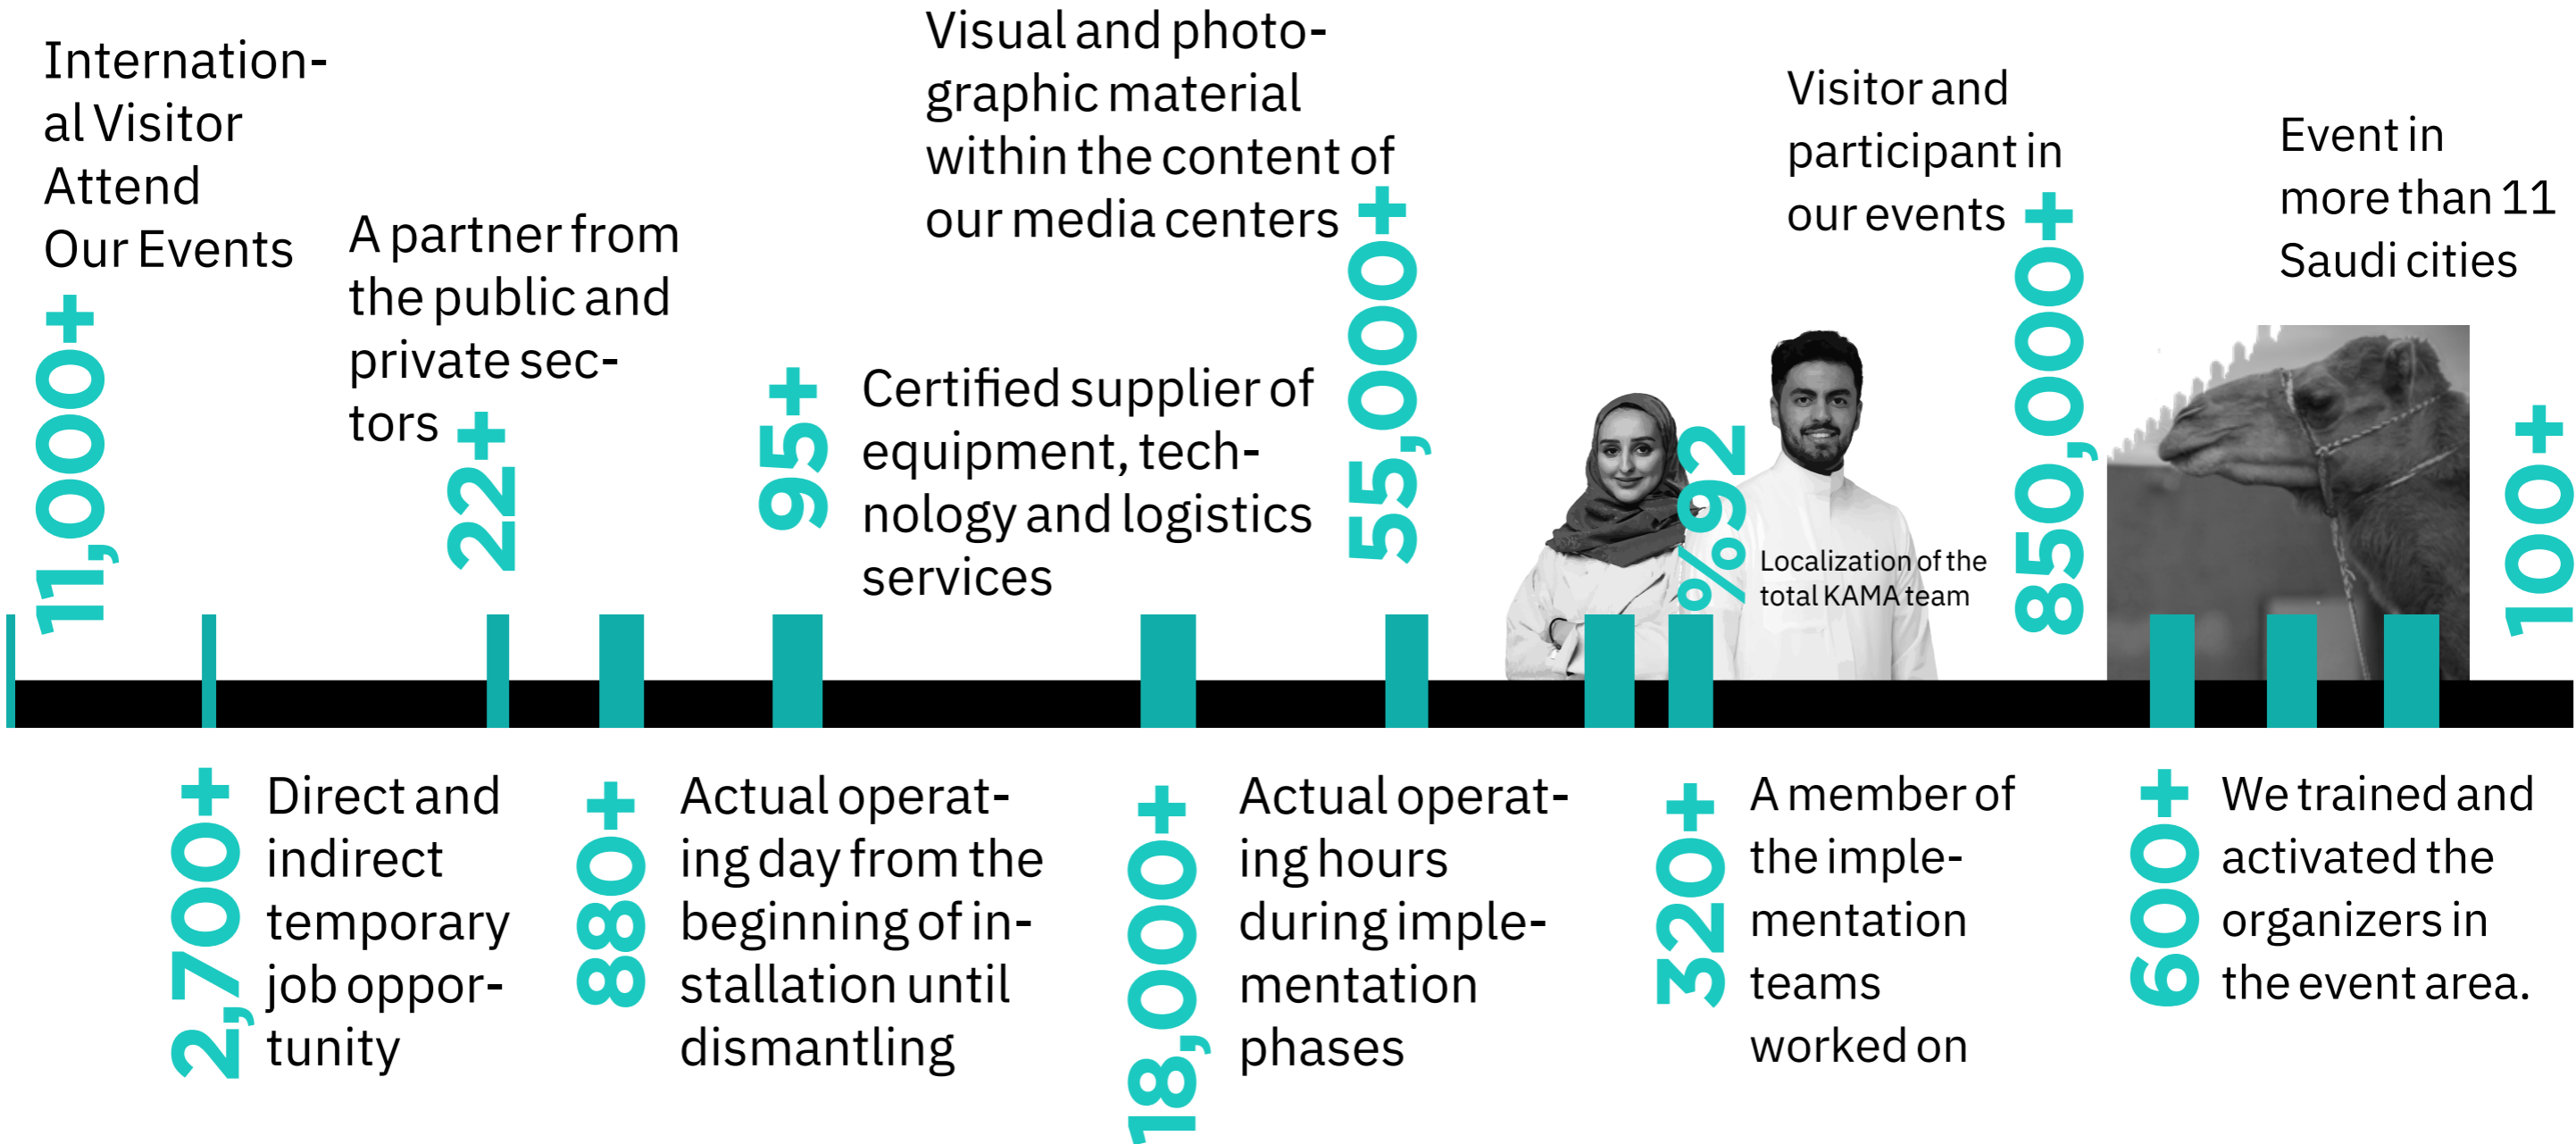 Internation-
al Visitor
Attend
Our Events
11,000+
A partner from
the public and
private sec-
tors
22+
95+
Certified supplier of
equipment, tech-
nology and logistics
services
Visual and photo-
graphic material
within the content of
our media centers
55,000+
%92
Localization of the
total KAMA team
Visitor and
participant in
our events
850,000+
Event in
more than 11
Saudi cities
100+
2,700+
Direct and
indirect
temporary
job oppor-
tunity
880+
Actual operat-
ing day from the
beginning of in-
stallation until
dismantling
18,000+
Actual operat-
ing hours
during imple-
mentation
phases
320+
A member of
the imple-
mentation
teams
worked on
600+
We trained and
activated the
organizers in
the event area.